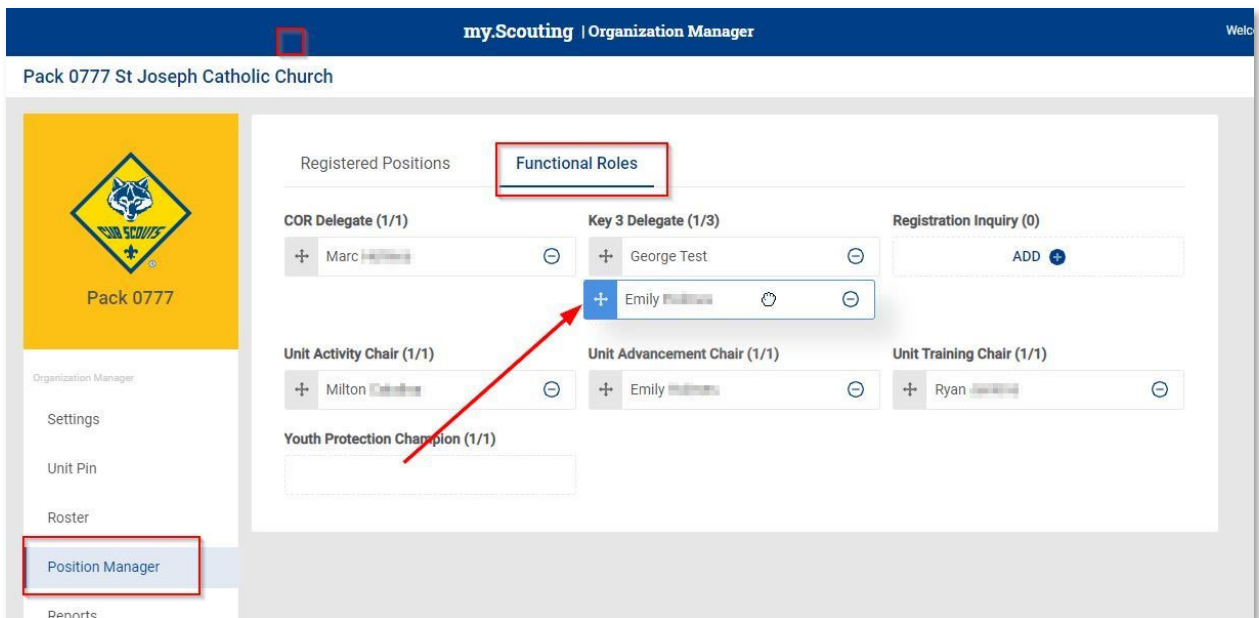 my.Scouting | Organization Manager
Pack 0777 St Joseph Catholic Church
CUB SCOUTS
Pack 0777
Organization Manager
Settings
Unit Pin
Roster
Position Manager
Reports
Registered Positions
Functional Roles
COR Delegate (1/1)
Marc
Key 3 Delegate (1/3)
George Test
Emily
Registration Inquiry (0)
ADD
Unit Activity Chair (1/1)
Milton
Unit Advancement Chair (1/1)
Emily
Unit Training Chair (1/1)
Ryan
Youth Protection Champion (1/1)